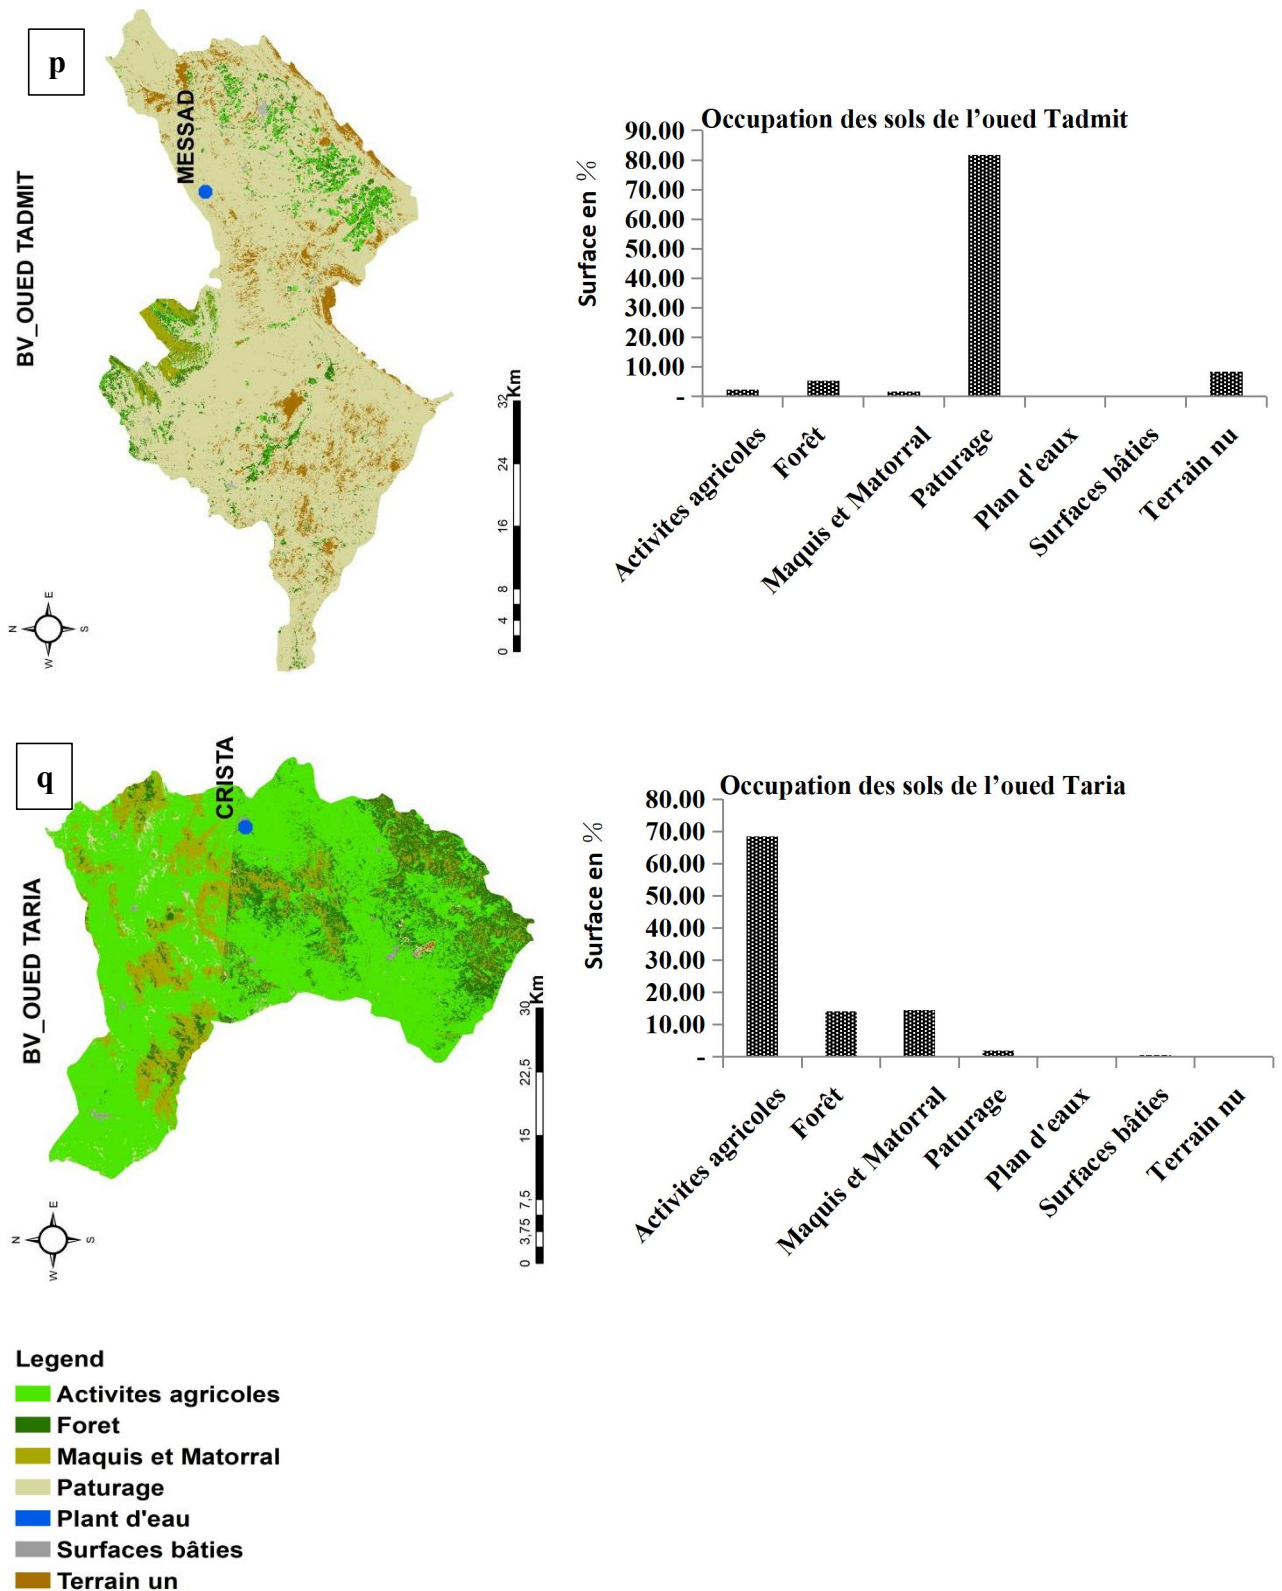 p
MESSAD
BV_OUED TADMIT
N
E
S
W
0 4 8 16 24 32
Km
Occupation des sols de l’oued Tadmit
Surface en %
90.00
80.00
70.00
60.00
50.00
40.00
30.00
20.00
10.00
-
Activites agricoles
Forêt
Maquis et Matorral
Paturage
Plan d'eaux
Surfaces bâties
Terrain nu
q
CRISTA
BV_OUED TARIA
N
E
S
W
0 3,75 7,5 15 22,5 30
Km
Occupation des sols de l’oued Taria
Surface en %
80.00
70.00
60.00
50.00
40.00
30.00
20.00
10.00
-
Activites agricoles
Forêt
Maquis et Matorral
Paturage
Plan d'eaux
Surfaces bâties
Terrain nu
Legend
Activites agricoles
Foret
Maquis et Matorral
Paturage
Plant d'eau
Surfaces bâties
Terrain un